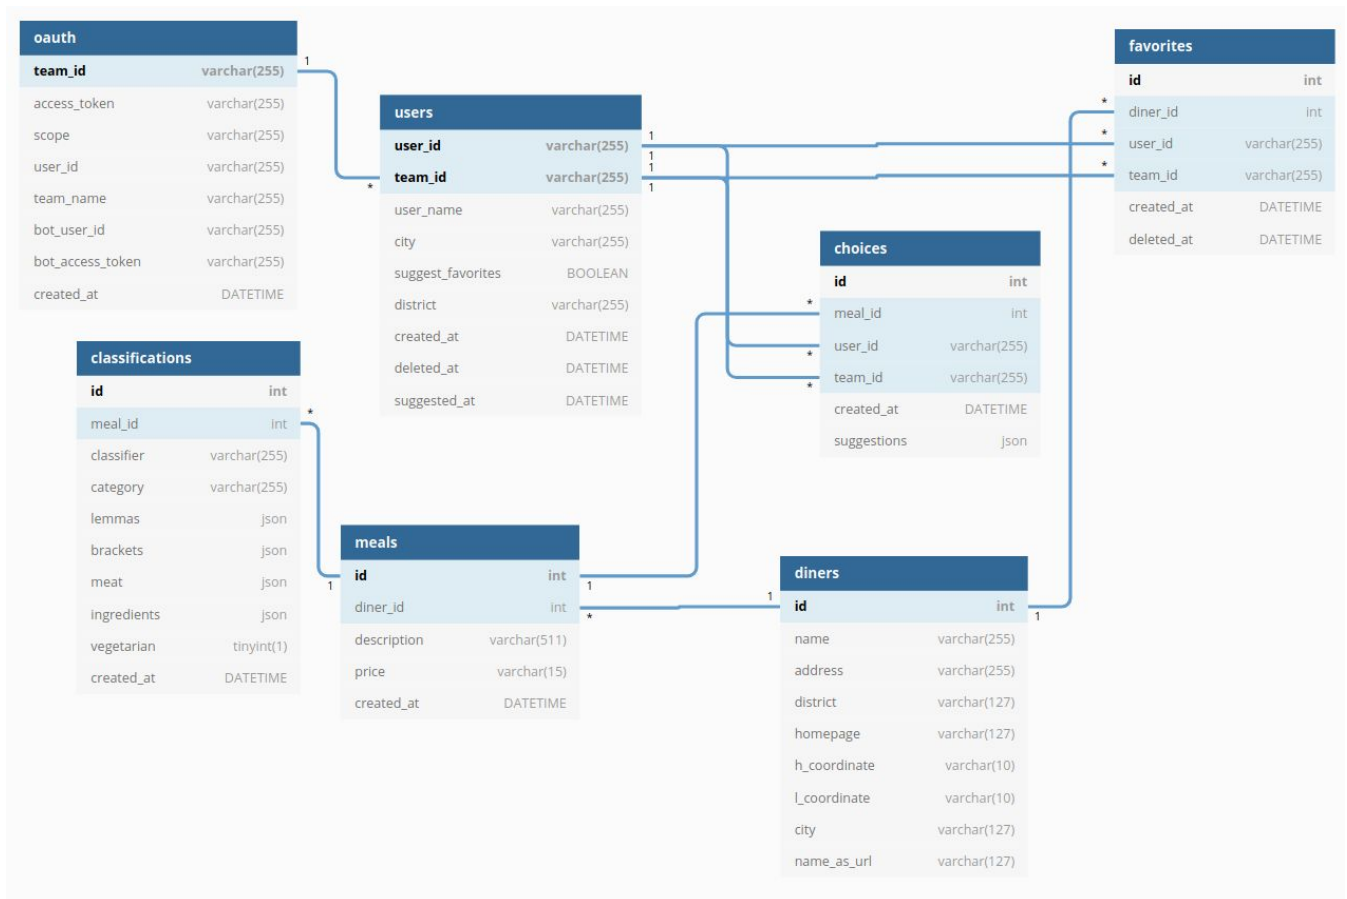 oauth
team_id varchar(255)
access_token varchar(255)
scope varchar(255)
user_id varchar(255)
team_name varchar(255)
bot_user_id varchar(255)
bot_access_token varchar(255)
created_at DATETIME
1
*
users
user_id varchar(255)
team_id varchar(255)
user_name varchar(255)
city varchar(255)
suggest_favorites BOOLEAN
district varchar(255)
created_at DATETIME
deleted_at DATETIME
suggested_at DATETIME
1
1
1
1
favorites
id int
* diner_id int
* user_id varchar(255)
* team_id varchar(255)
created_at DATETIME
deleted_at DATETIME
choices
id int
* meal_id int
* user_id varchar(255)
* team_id varchar(255)
created_at DATETIME
suggestions json
classifications
id int
meal_id int *
classifier varchar(255)
category varchar(255)
lemmas json
brackets json
meat json
ingredients json
vegetarian tinyint(1)
created_at DATETIME
meals
1 id int 1
diner_id int *
description varchar(511)
price varchar(15)
created_at DATETIME
diners
1 id int 1
name varchar(255)
address varchar(255)
district varchar(127)
homepage varchar(127)
h_coordinate varchar(10)
l_coordinate varchar(10)
city varchar(127)
name_as_url varchar(127)